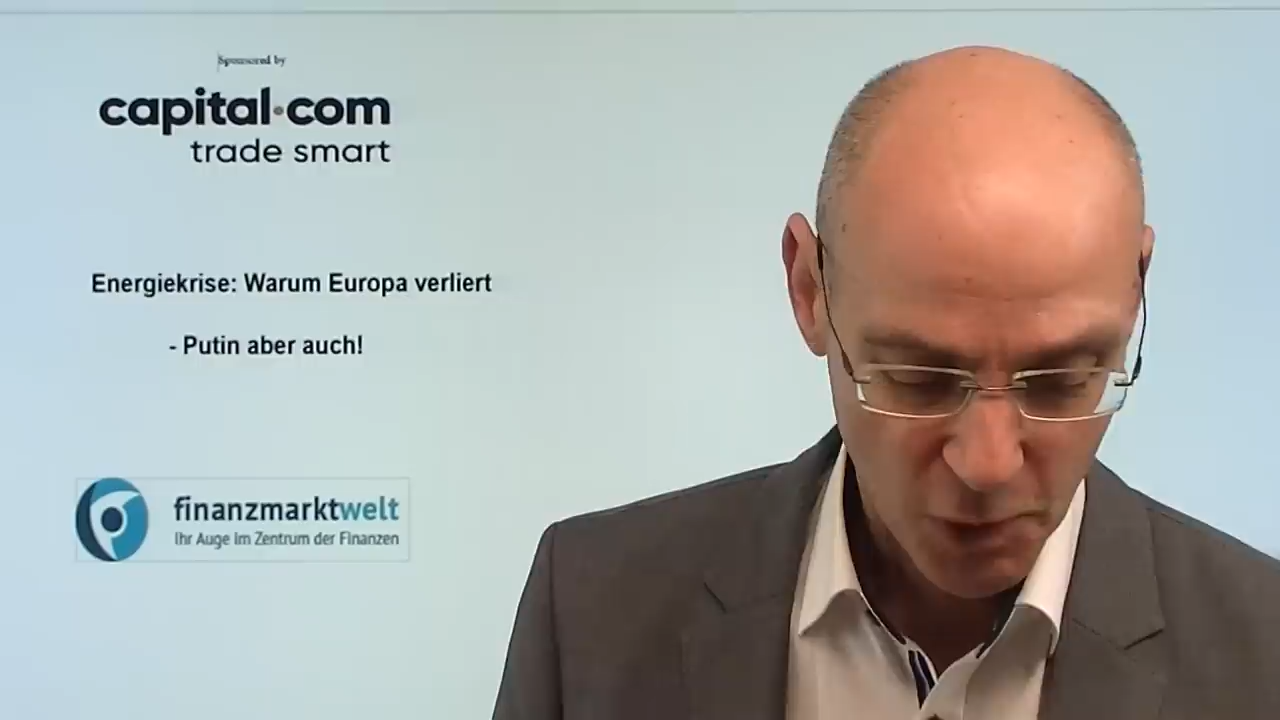 Sponsored by
capital.com
trade smart
Energiekrise: Warum Europa verliert
- Putin aber auch!
finanzmarktwelt
Ihr Auge im Zentrum der Finanzen